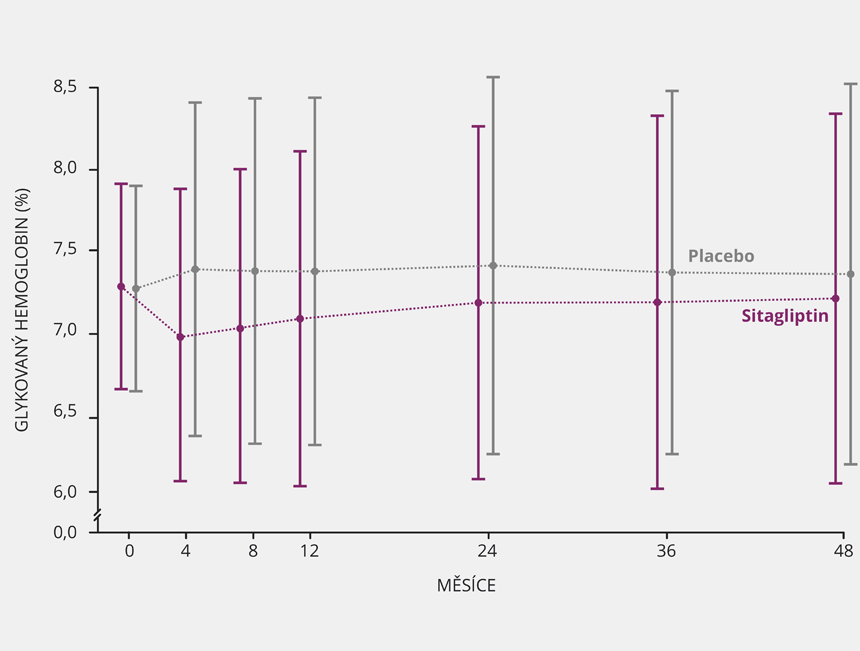 8,5
8,0
7,5
7,0
6,5
6,0
0,0
GLYKOVANÝ HEMOGLOBIN (%)
Placebo
Sitagliptin
0 4 8 12 24 36 48
MĚSÍCE